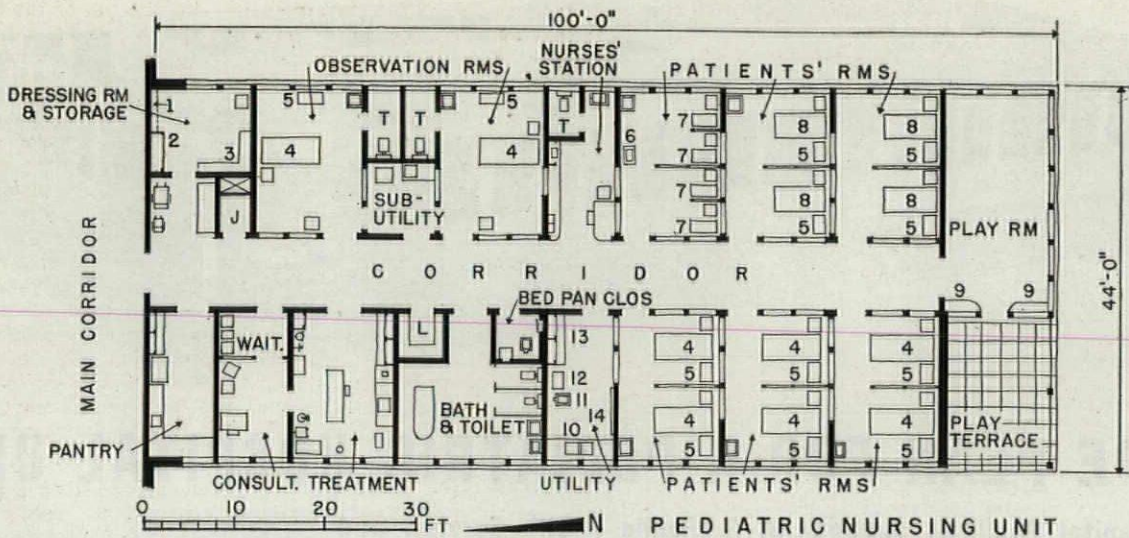 100'-0"
OBSERVATION RMS
NURSES'
STATION
PATIENTS' RMS
DRESSING RM
& STORAGE
1
5
5
T
T
T
6
7
8
8
2
3
4
4
7
5
5
SUB-
UTILITY
J
7
8
8
7
5
5
PLAY RM
MAIN CORRIDOR
CORRIDOR
44'-0"
BED PAN CLOS
9
9
WAIT.
L
13
4
4
4
12
5
5
5
11
BATH
& TOILET
14
4
4
4
10
PLAY
TERRACE
5
5
5
PANTRY
CONSULT. TREATMENT
UTILITY
PATIENTS' RMS
0
10
20
30
FT
N
PEDIATRIC NURSING UNIT